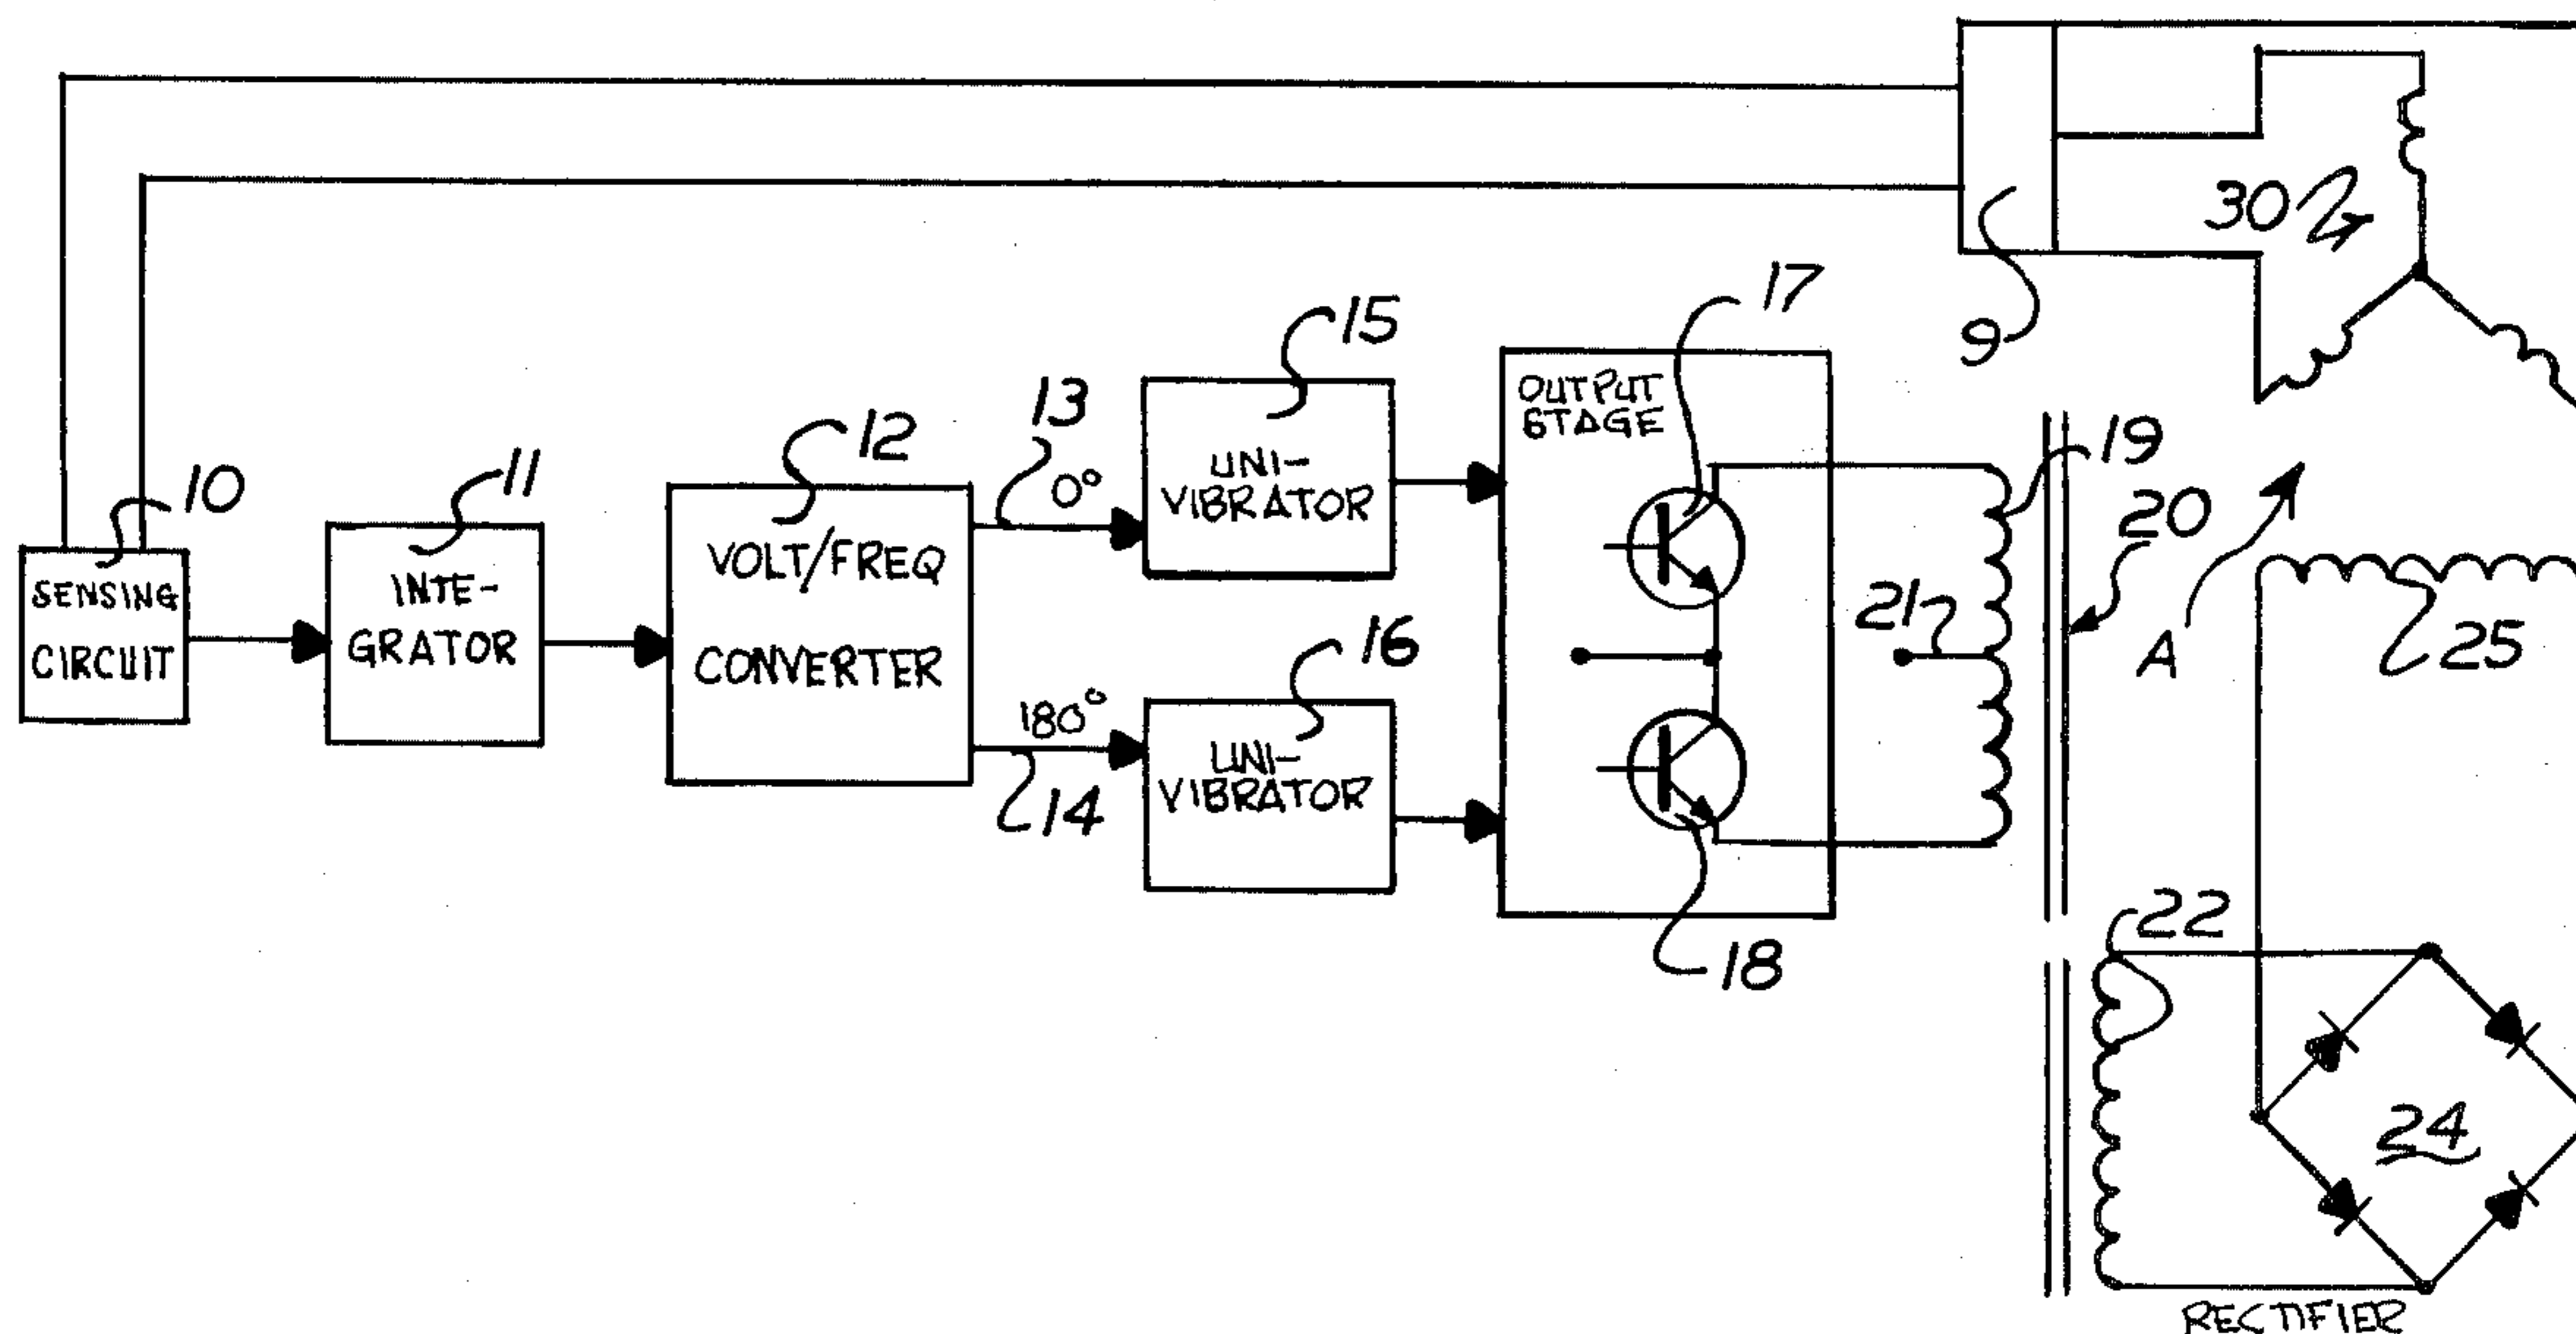 30
9
17
15
13
0°
12
11
10
OUTPUT
STAGE
19
20
UNI-
VIBRATOR
VOLT/FREQ
CONVERTER
INTE-
GRATOR
SENSING
CIRCUIT
21
A
25
16
180°
14
UNI-
VIBRATOR
18
22
24
RECTIFIER